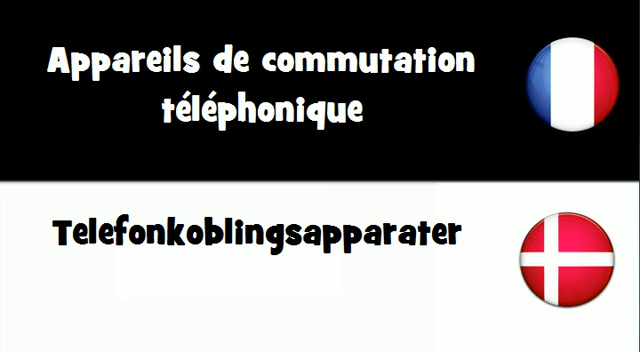 Appareils de commutation
téléphonique
Telefonkoblingsapparater